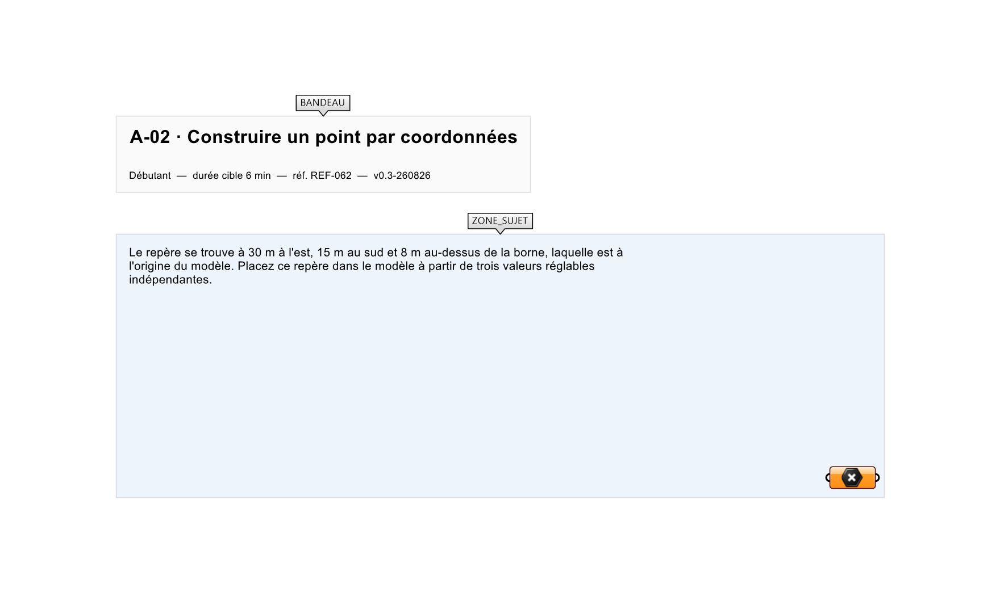 BANDEAU
A-02 · Construire un point par coordonnées
Débutant — durée cible 6 min — réf. REF-062 — v0.3-260826
ZONE_SUJET
Le repère se trouve à 30 m à l'est, 15 m au sud et 8 m au-dessus de la borne, laquelle est à
l'origine du modèle. Placez ce repère dans le modèle à partir de trois valeurs réglables
indépendantes.